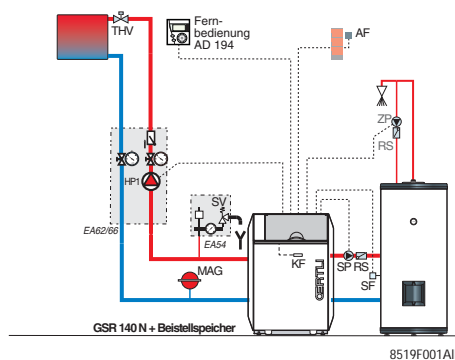 THV
Fern-
bedienung
AD 194
AF
ZP
RS
HP1
EA62/66
SV
EA54
MAG
KF
ŒRTLI
SP RS
SF
GSR 140 N + Beistellspeicher
8519F001AI